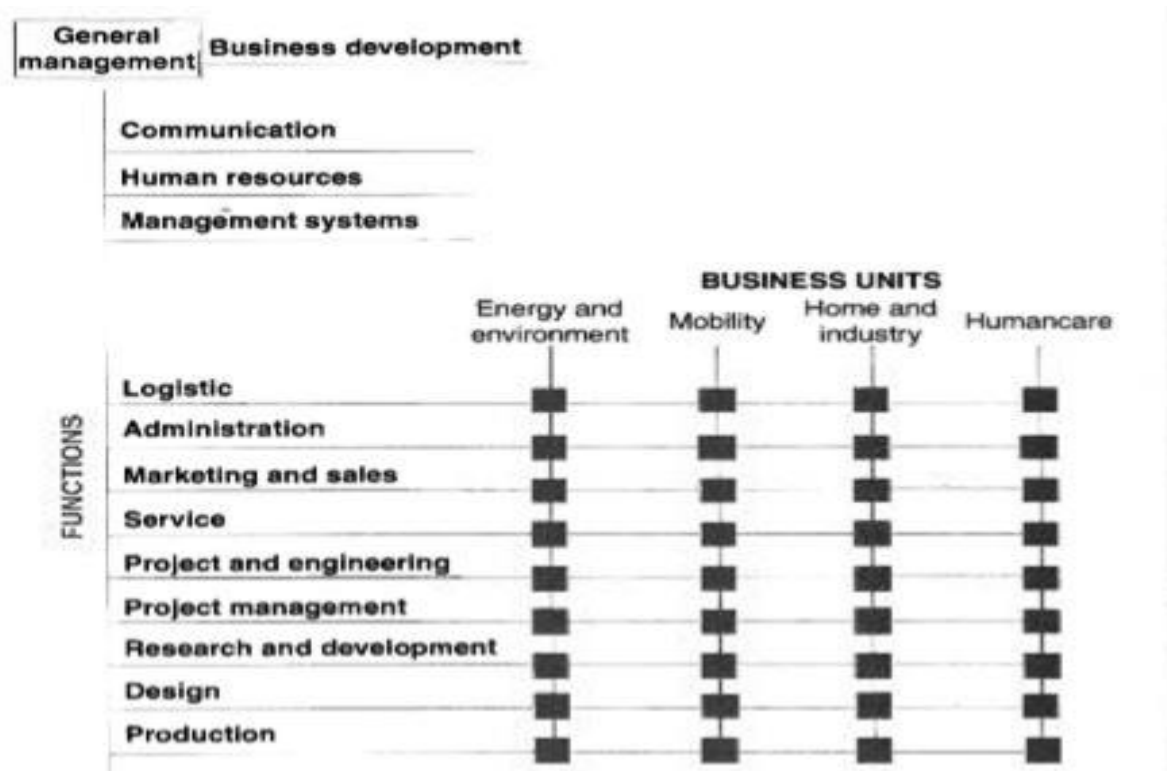 General
management
Business development
Communication
Human resources
Management systems
BUSINESS UNITS
Energy and
environment
Mobility
Home and
industry
Humancare
FUNCTIONS
Logistic
Administration
Marketing and sales
Service
Project and engineering
Project management
Research and development
Design
Production